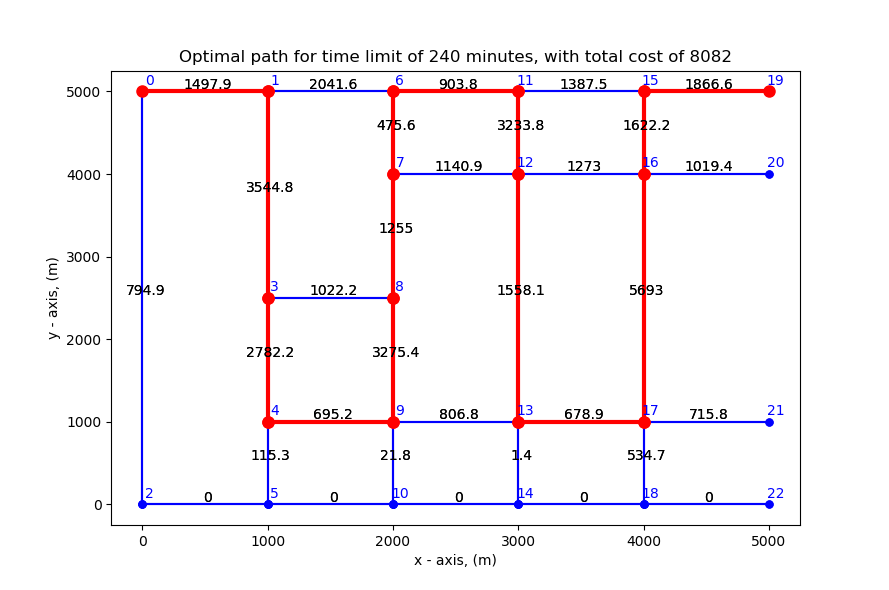 Optimal path for time limit of 240 minutes, with total cost of 8082
0 1 6 11 15 19
1497.9 2041.6 903.8 1387.5 1866.6
5000
475.6 3233.8 1622.2
7 12 16 20
1140.9 1273 1019.4
4000
3544.8
1255
3000
3 8
794.9 1022.2 1558.1 5693
y - axis, (m)
2000
2782.2 3275.4
4 9 13 17 21
695.2 806.8 678.9 715.8
1000
115.3 21.8 1.4 534.7
2 5 10 14 18 22
0 0 0 0 0
0
0 1000 2000 3000 4000 5000
x - axis, (m)